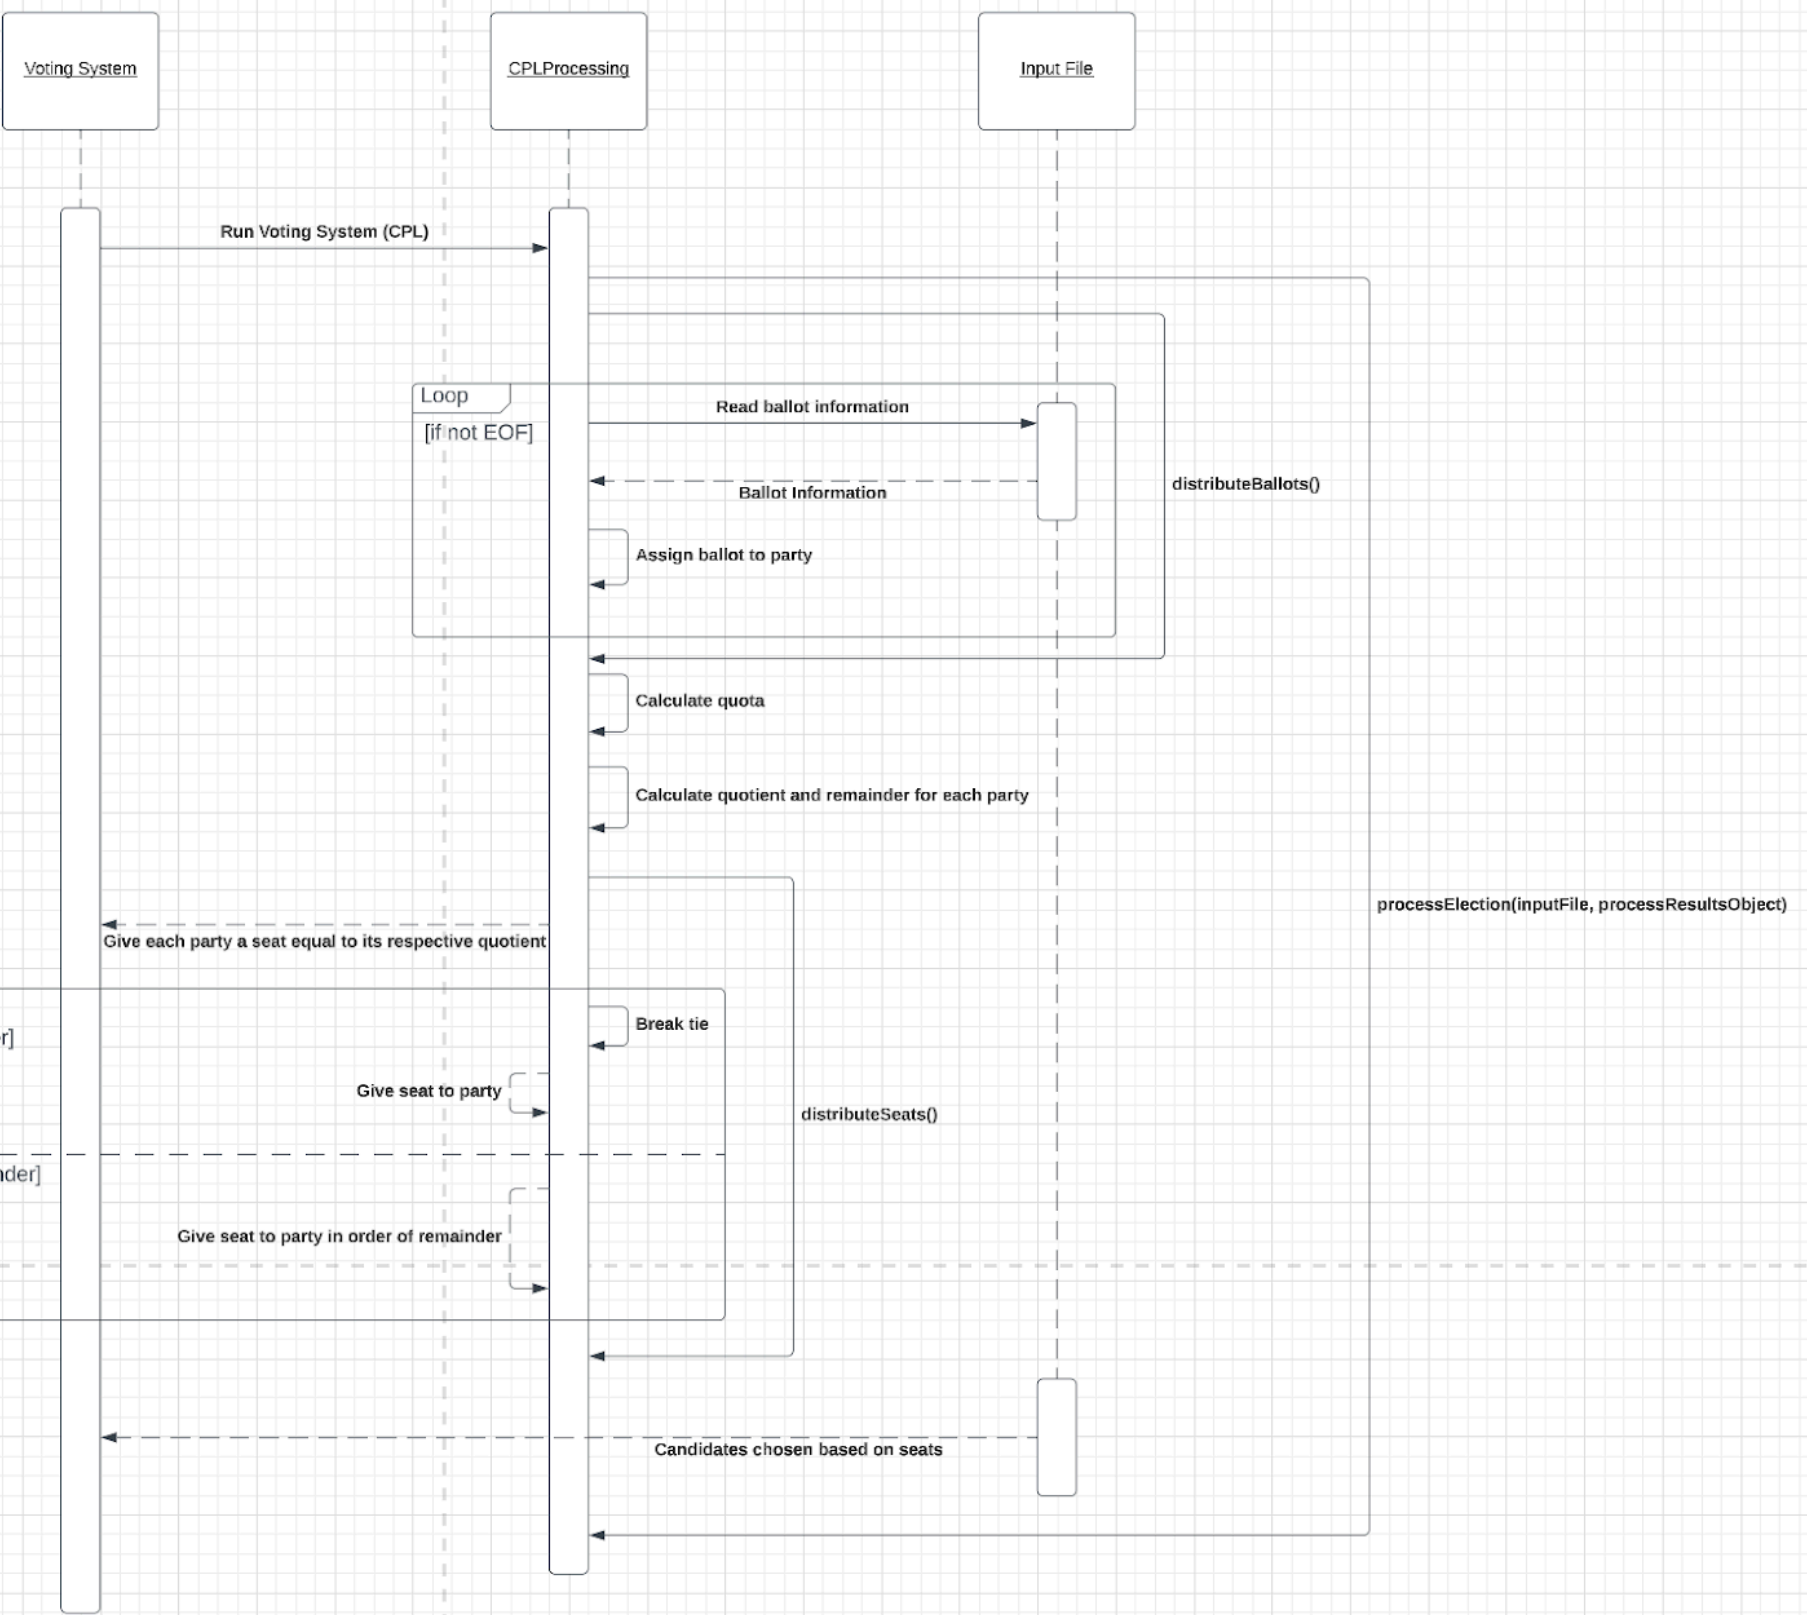 Voting System
CPLProcessing
Input File
Run Voting System (CPL)
Loop
[if not EOF]
Read ballot information
Ballot Information
distributeBallots()
Assign ballot to party
Calculate quota
Calculate quotient and remainder for each party
processElection(inputFile, processResultsObject)
Give each party a seat equal to its respective quotient
Break tie
r]
Give seat to party
distributeSeats()
nder]
Give seat to party in order of remainder
Candidates chosen based on seats